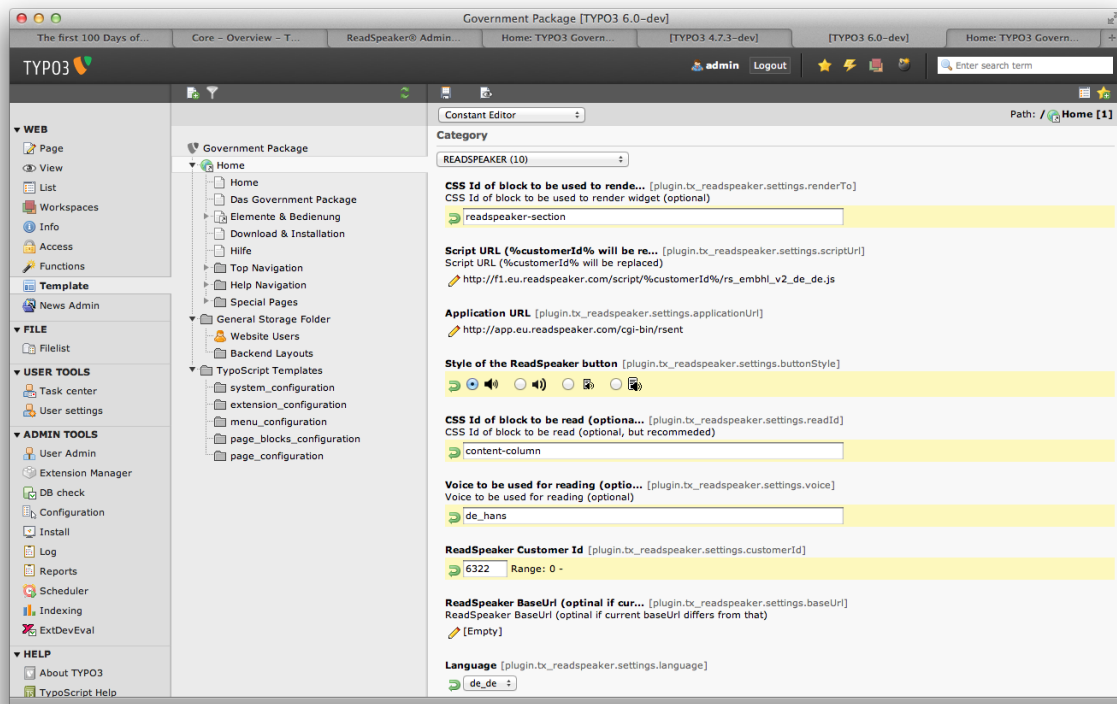 Government Package [TYPO3 6.0-dev]
The first 100 Days of...
Core – Overview – T...
ReadSpeaker® Admin...
Home: TYPO3 Govern...
[TYPO3 4.7.3-dev]
[TYPO3 6.0-dev]
Home: TYPO3 Govern...
TYPO3
admin
Logout
Enter search term
Constant Editor
Path: / Home [1]
WEB
Page
View
List
Workspaces
Info
Access
Functions
Template
News Admin
FILE
Filelist
USER TOOLS
Task center
User settings
ADMIN TOOLS
User Admin
Extension Manager
DB check
Configuration
Install
Log
Reports
Scheduler
Indexing
ExtDevEval
HELP
About TYPO3
TypoScript Help
Government Package
Home
Home
Das Government Package
Elemente & Bedienung
Download & Installation
Hilfe
Top Navigation
Help Navigation
Special Pages
General Storage Folder
Website Users
Backend Layouts
TypoScript Templates
system_configuration
extension_configuration
menu_configuration
page_blocks_configuration
page_configuration
Category
READSPEAKER (10)
CSS Id of block to be used to rende... [plugin.tx_readspeaker.settings.renderTo]
CSS Id of block to be used to render widget (optional)
readspeaker-section
Script URL (%customerId% will be re... [plugin.tx_readspeaker.settings.scriptUrl]
Script URL (%customerId% will be replaced)
http://f1.eu.readspeaker.com/script/%customerId%/rs_embhl_v2_de_de.js
Application URL [plugin.tx_readspeaker.settings.applicationUrl]
http://app.eu.readspeaker.com/cgi-bin/rsent
Style of the ReadSpeaker button [plugin.tx_readspeaker.settings.buttonStyle]
CSS Id of block to be read (optiona... [plugin.tx_readspeaker.settings.readId]
CSS Id of block to be read (optional, but recommeded)
content-column
Voice to be used for reading (optio... [plugin.tx_readspeaker.settings.voice]
Voice to be used for reading (optional)
de_hans
ReadSpeaker Customer Id [plugin.tx_readspeaker.settings.customerId]
6322 Range: 0 -
ReadSpeaker BaseUrl (optinal if cur... [plugin.tx_readspeaker.settings.baseUrl]
ReadSpeaker BaseUrl (optinal if current baseUrl differs from that)
[Empty]
Language [plugin.tx_readspeaker.settings.language]
de_de